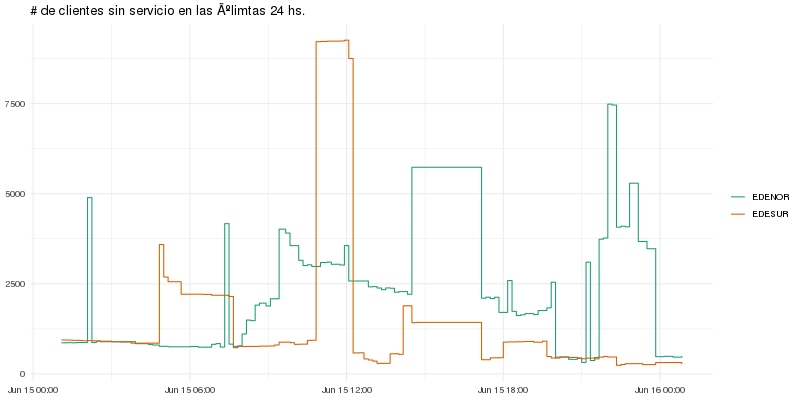 # de clientes sin servicio en las Ãºlimtas 24 hs.
7500
5000
2500
0
Jun 15 00:00
Jun 15 06:00
Jun 15 12:00
Jun 15 18:00
Jun 16 00:00
EDENOR
EDESUR